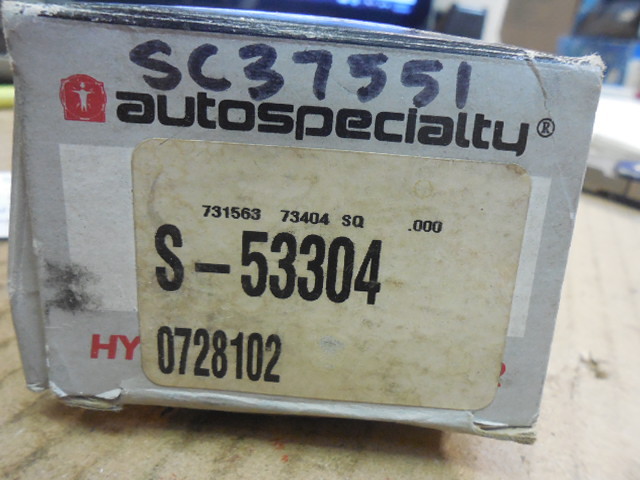 SC37551
autospecialty®
731563 73404 SQ .000
S-53304
0728102
HY